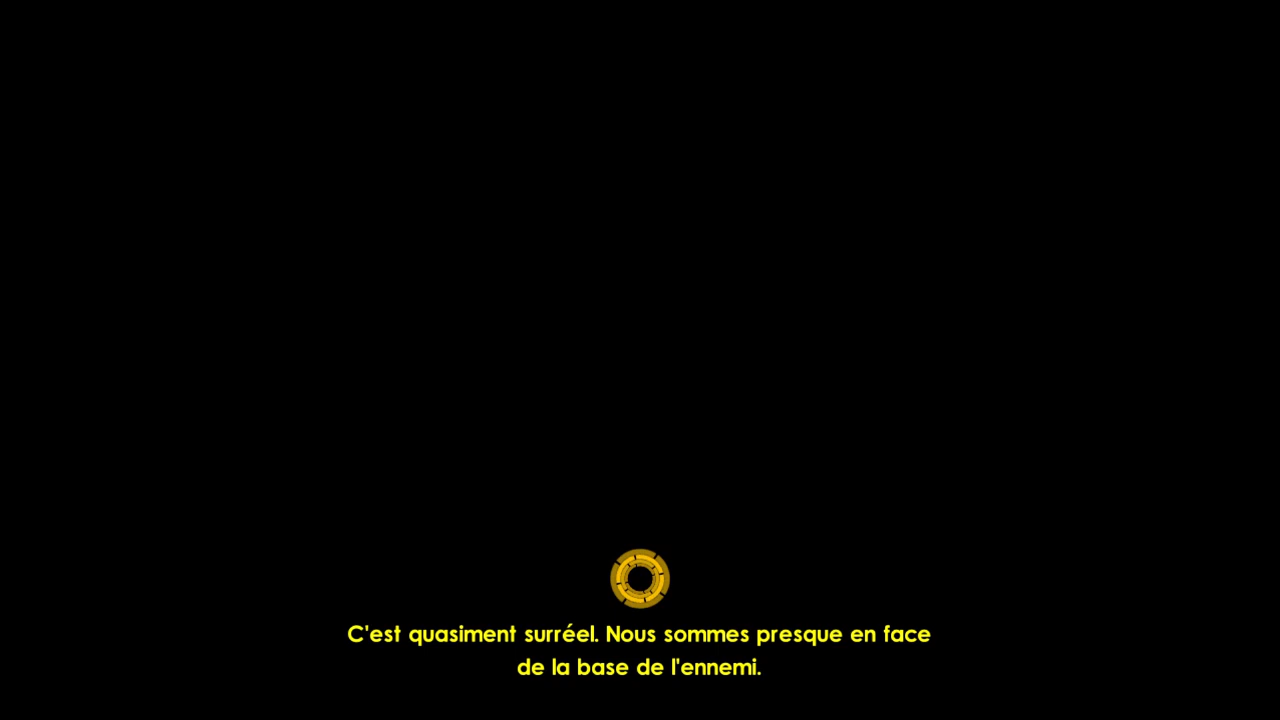 C'est quasiment surréel. Nous sommes presque en face
de la base de l'ennemi.